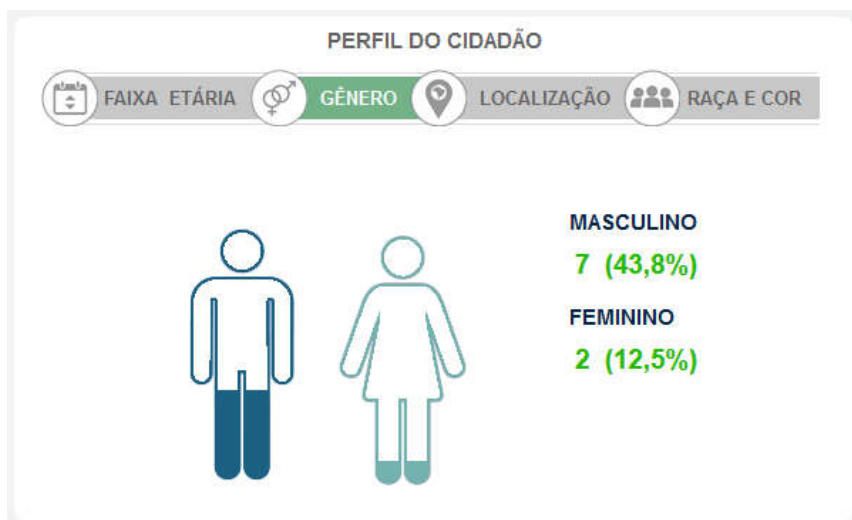 PERFIL DO CIDADÃO
FAIXA ETÁRIA GÊNERO LOCALIZAÇÃO RAÇA E COR
MASCULINO
7 (43,8%)
FEMININO
2 (12,5%)